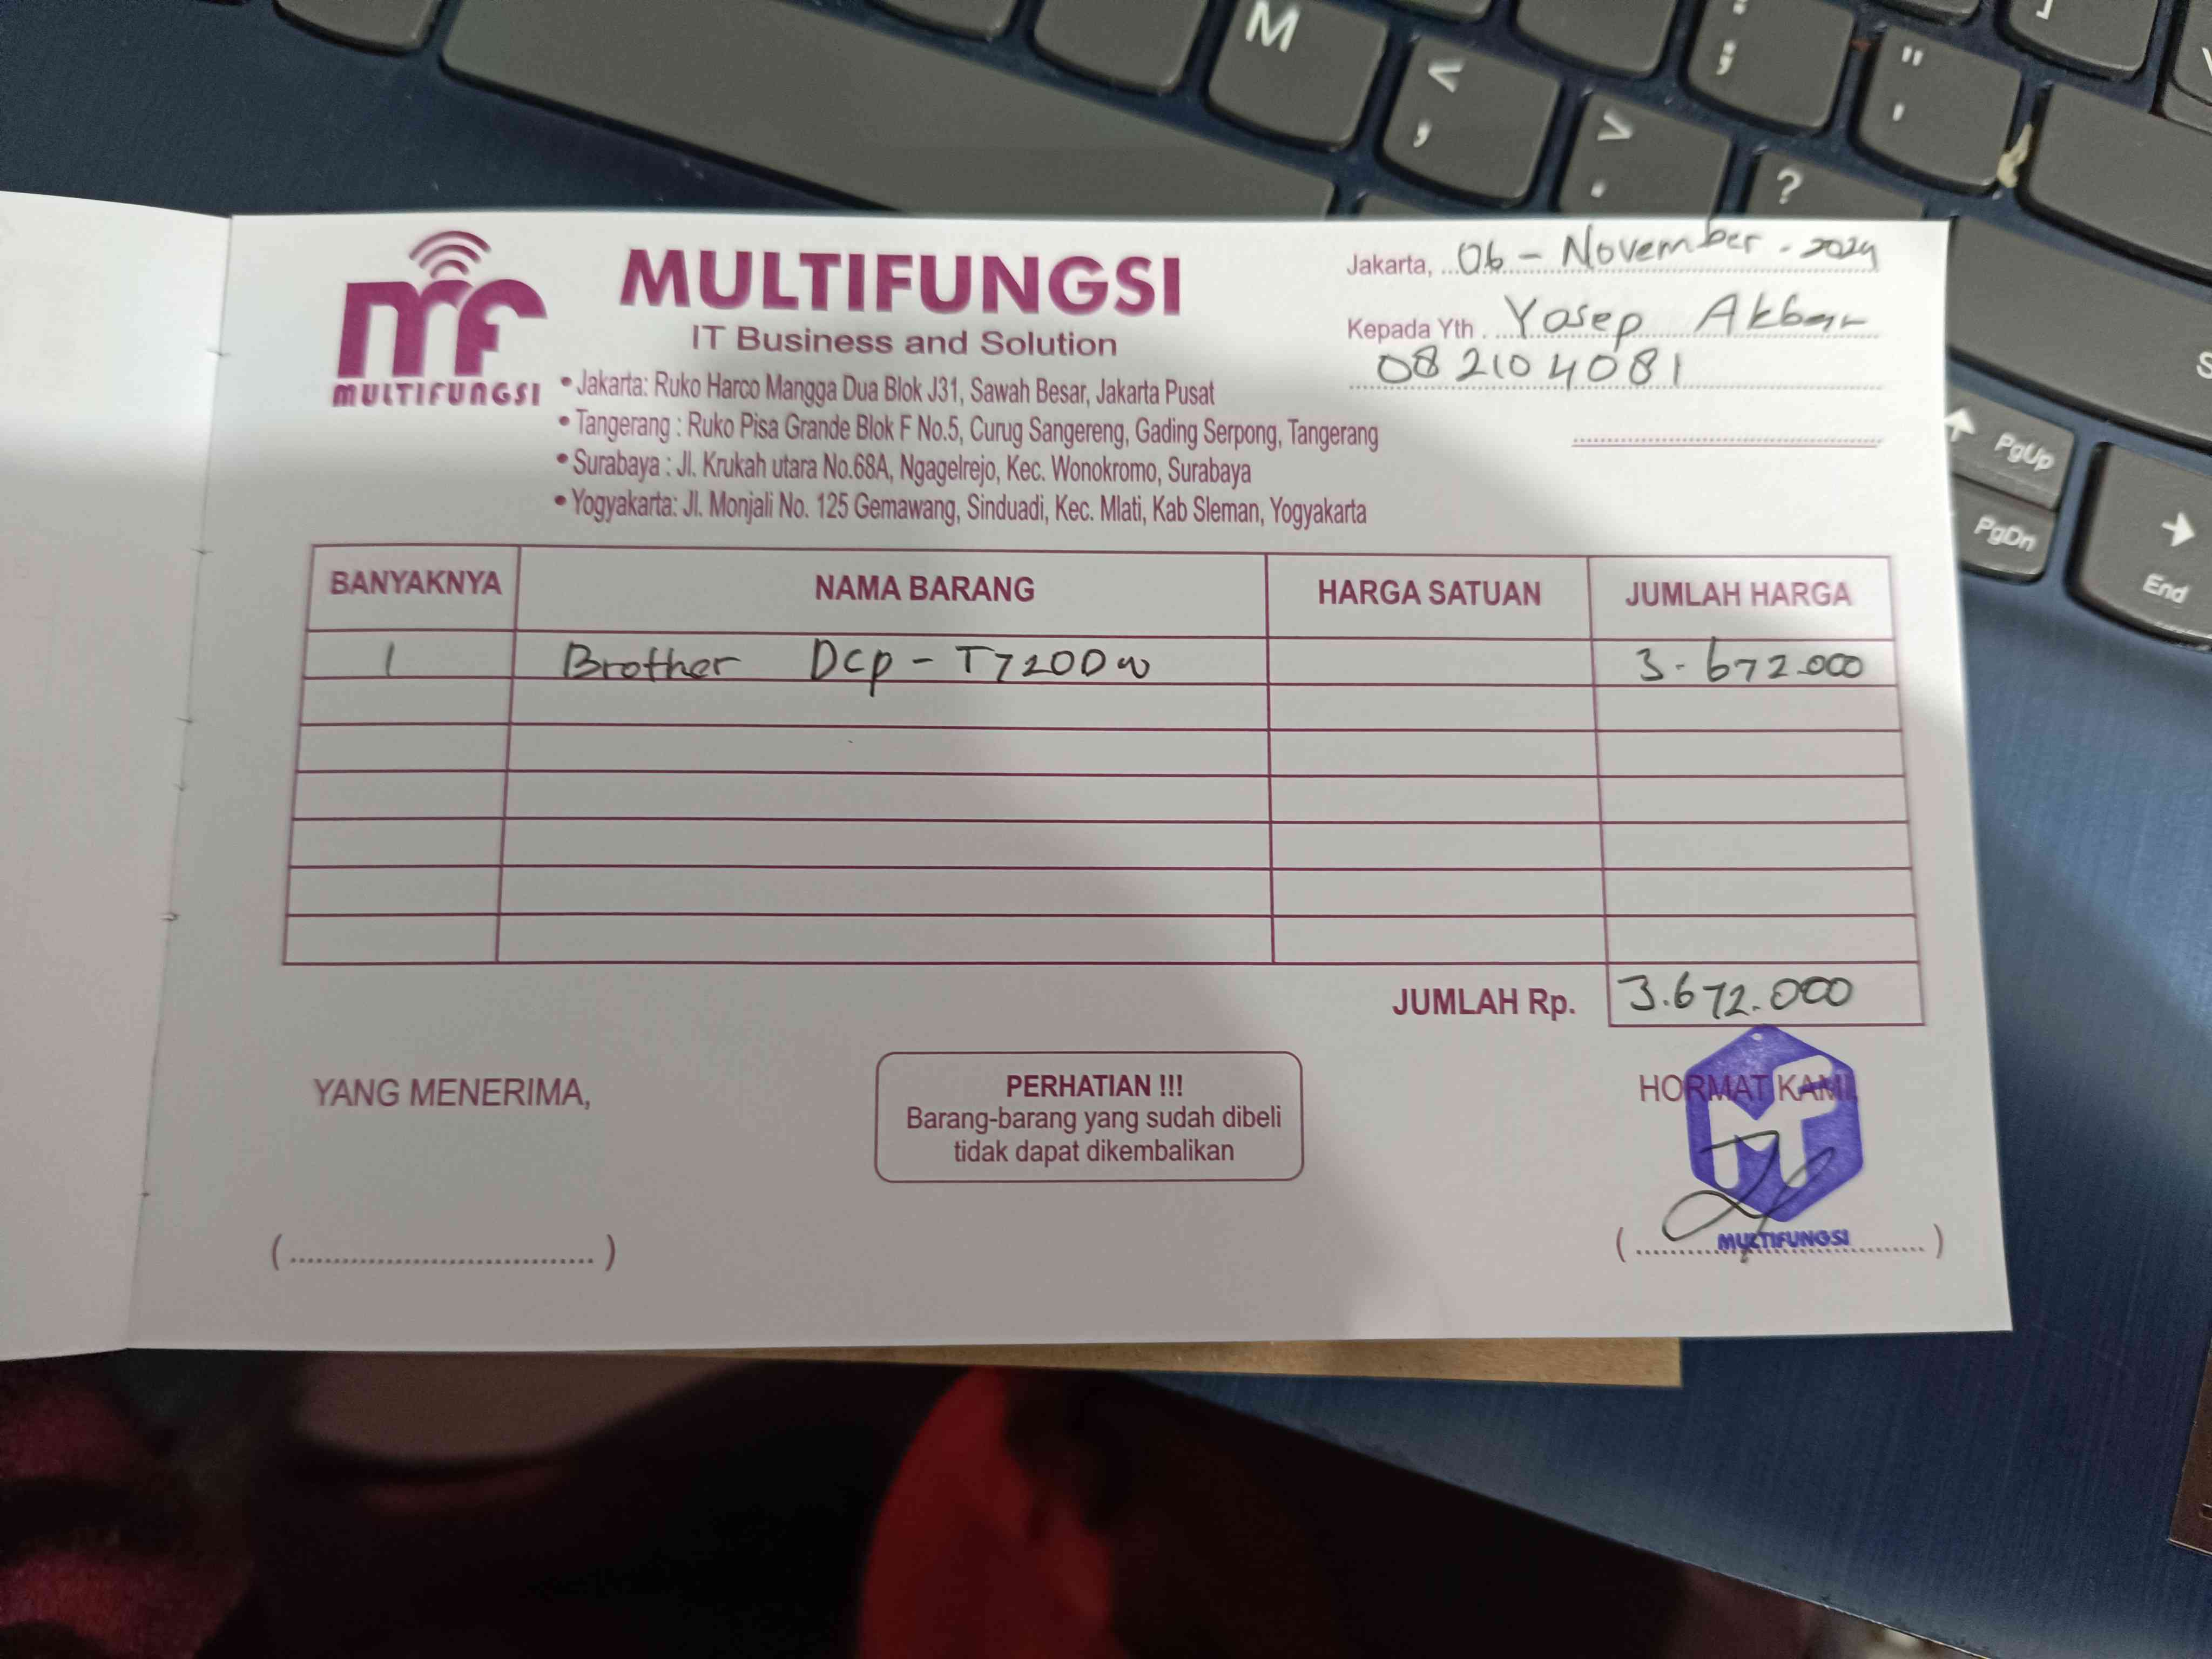 M
<
,
>
.
?
:
;
"
'
PgUp
PgDn
End
MULTIFUNGSI
MULTIFUNGSI
IT Business and Solution
• Jakarta: Ruko Harco Mangga Dua Blok J31, Sawah Besar, Jakarta Pusat
• Tangerang : Ruko Pisa Grande Blok F No.5, Curug Sangereng, Gading Serpong, Tangerang
• Surabaya : Jl. Krukah utara No.68A, Ngagelrejo, Kec. Wonokromo, Surabaya
• Yogyakarta: Jl. Monjali No. 125 Gemawang, Sinduadi, Kec. Mlati, Kab Sleman, Yogyakarta
Jakarta, 06 - November - 2024
Kepada Yth . Yosep Akbar
082104081
BANYAKNYA NAMA BARANG HARGA SATUAN JUMLAH HARGA
1 Brother Dcp - T720Dw 3.672.000
JUMLAH Rp. 3.672.000
YANG MENERIMA,
PERHATIAN !!!
Barang-barang yang sudah dibeli
tidak dapat dikembalikan
HORMAT KAMI,
MULTIFUNGSI